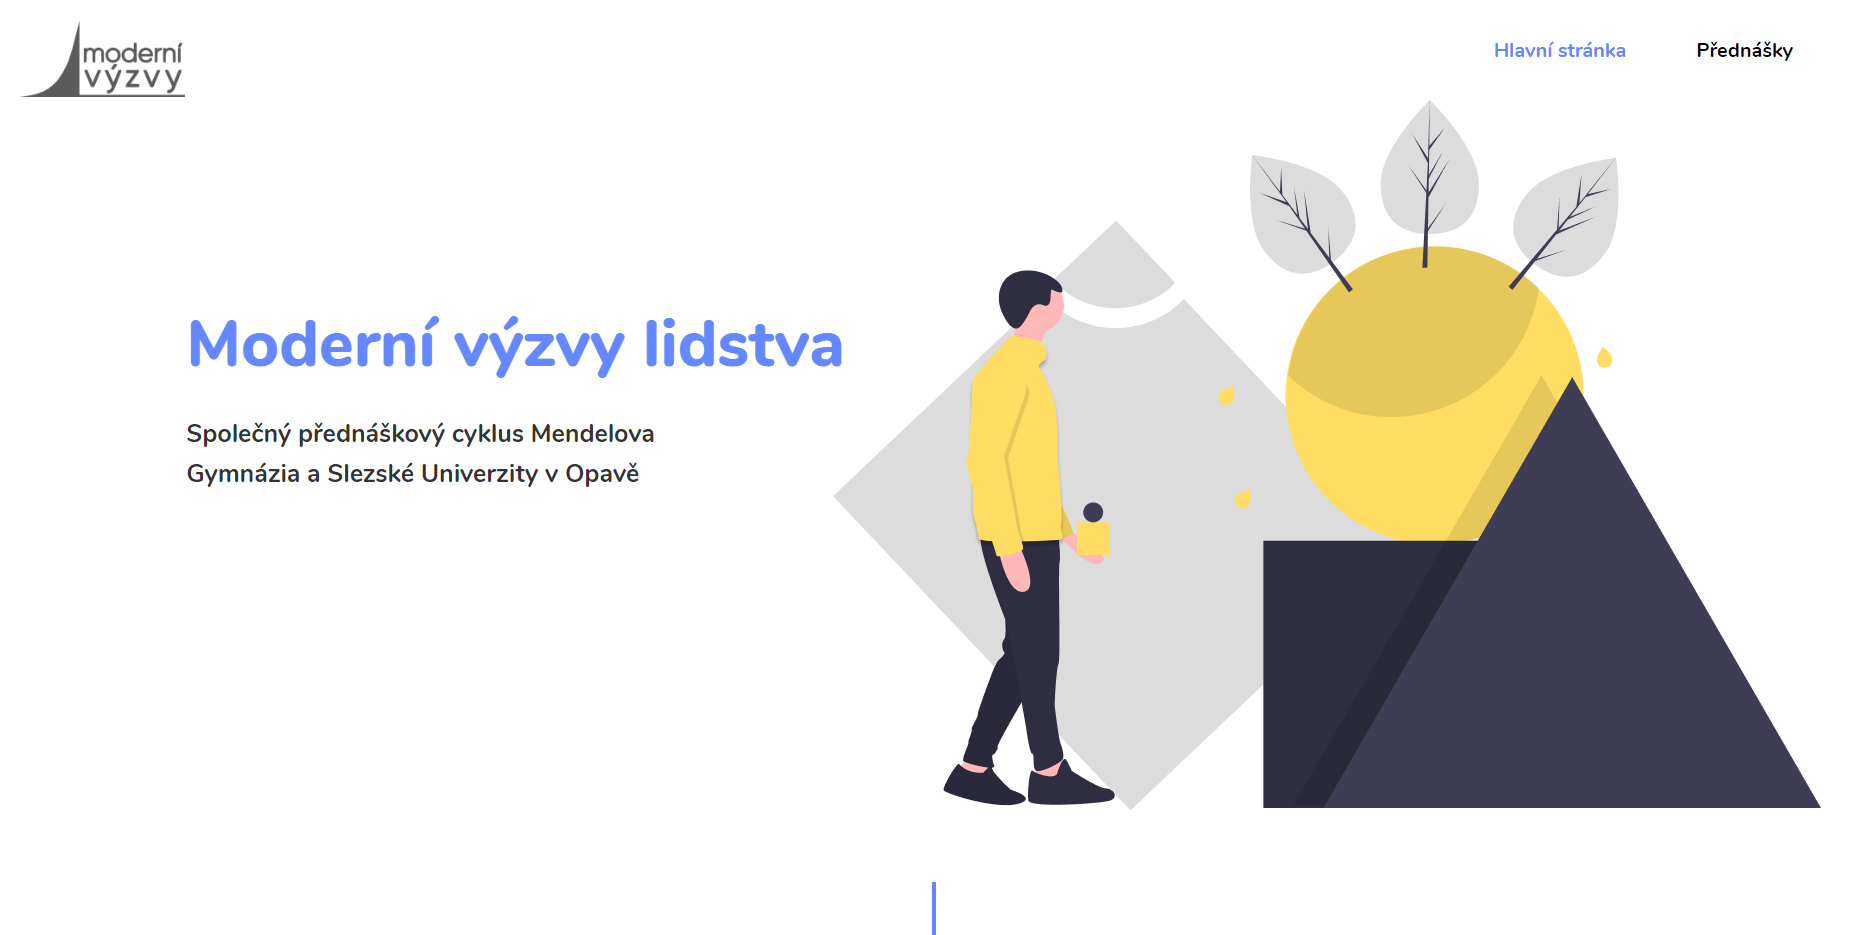 moderní
výzvy
Hlavní stránka
Přednášky
Moderní výzvy lidstva
Společný přednáškový cyklus Mendelova
Gymnázia a Slezské Univerzity v Opavě